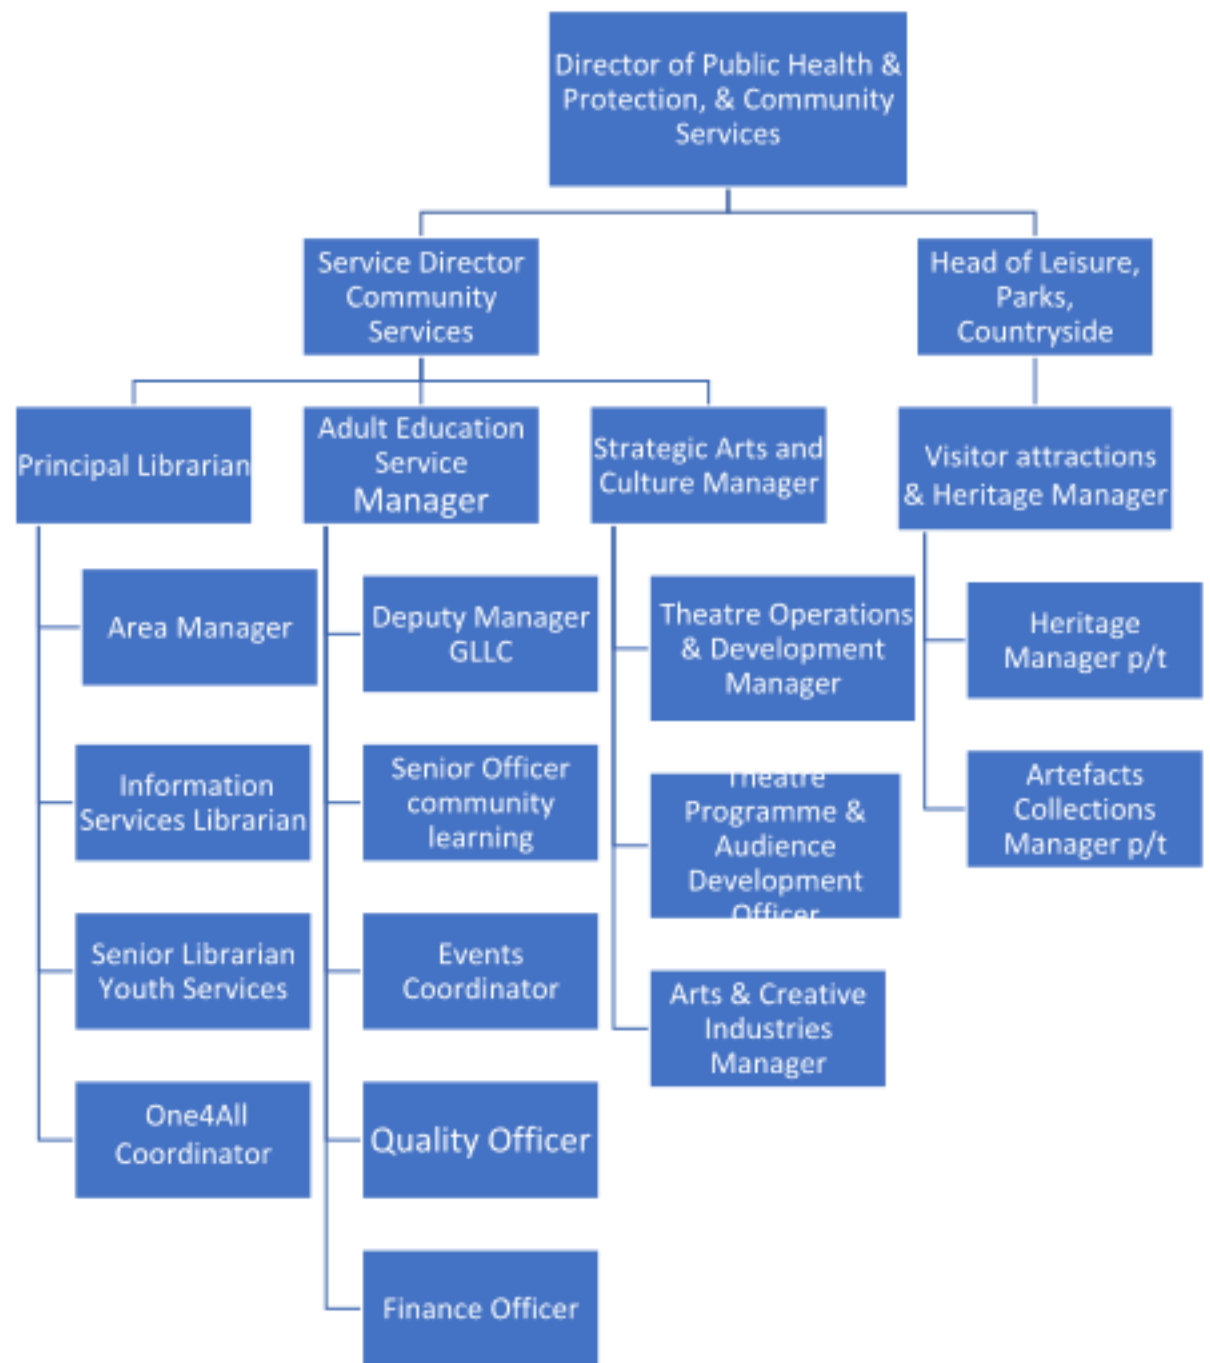 Director of Public Health &
Protection, & Community
Services
Service Director
Community
Services
Head of Leisure,
Parks,
Countryside
Principal Librarian
Adult Education
Service
Manager
Strategic Arts and
Culture Manager
Visitor attractions
& Heritage Manager
Area Manager
Information
Services Librarian
Senior Librarian
Youth Services
One4All
Coordinator
Deputy Manager
GLLC
Senior Officer
community
learning
Events
Coordinator
Quality Officer
Finance Officer
Theatre Operations
& Development
Manager
Theatre
Programme &
Audience
Development
Officer
Arts & Creative
Industries
Manager
Heritage
Manager p/t
Artefacts
Collections
Manager p/t